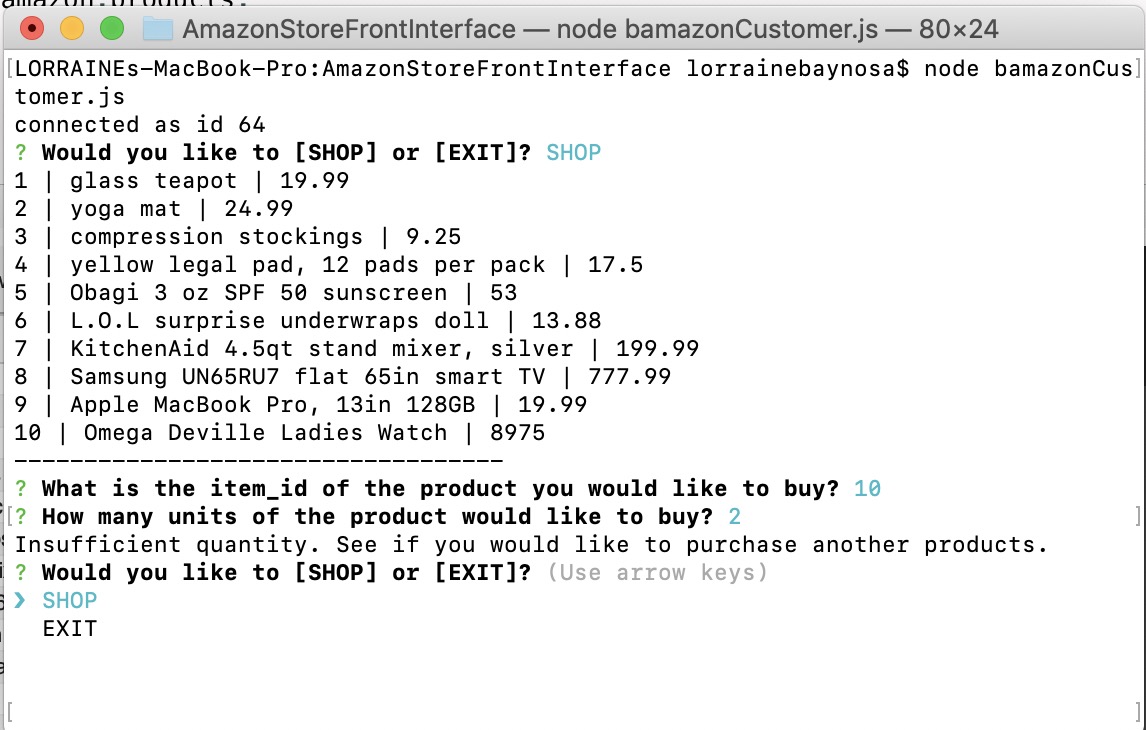 amazon.products.
AmazonStoreFrontInterface — node bamazonCustomer.js — 80×24
[LORRAINEs-MacBook-Pro:AmazonStoreFrontInterface lorrainebaynosa$ node bamazonCus]
tomer.js
connected as id 64
? Would you like to [SHOP] or [EXIT]? SHOP
1 | glass teapot | 19.99
2 | yoga mat | 24.99
3 | compression stockings | 9.25
4 | yellow legal pad, 12 pads per pack | 17.5
5 | Obagi 3 oz SPF 50 sunscreen | 53
6 | L.O.L surprise underwraps doll | 13.88
7 | KitchenAid 4.5qt stand mixer, silver | 199.99
8 | Samsung UN65RU7 flat 65in smart TV | 777.99
9 | Apple MacBook Pro, 13in 128GB | 19.99
10 | Omega Deville Ladies Watch | 8975
-----------------------------------
? What is the item_id of the product you would like to buy? 10
[? How many units of the product would like to buy? 2 ]
Insufficient quantity. See if you would like to purchase another products.
? Would you like to [SHOP] or [EXIT]? (Use arrow keys)
❯ SHOP
EXIT
[ ]